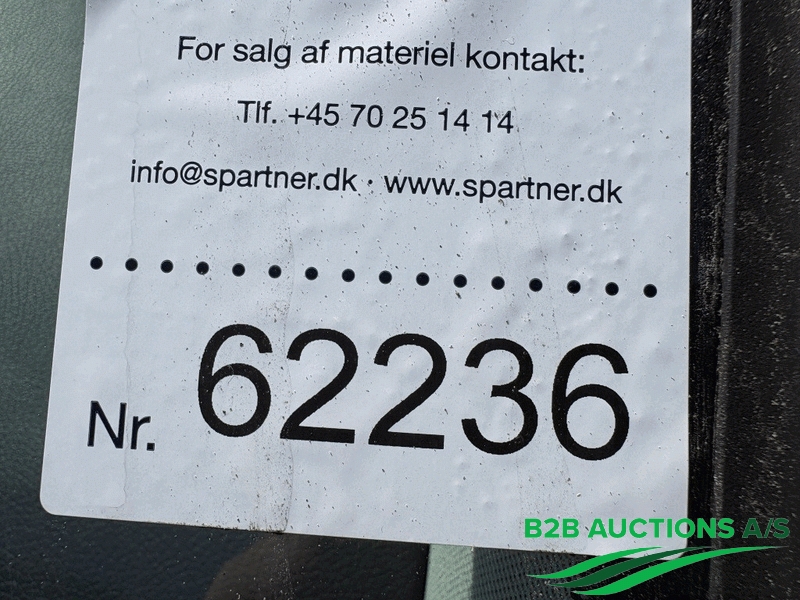 For salg af materiel kontakt:
Tlf. +45 70 25 14 14
info@spartner.dk · www.spartner.dk
Nr. 62236
B2B AUCTIONS A/S